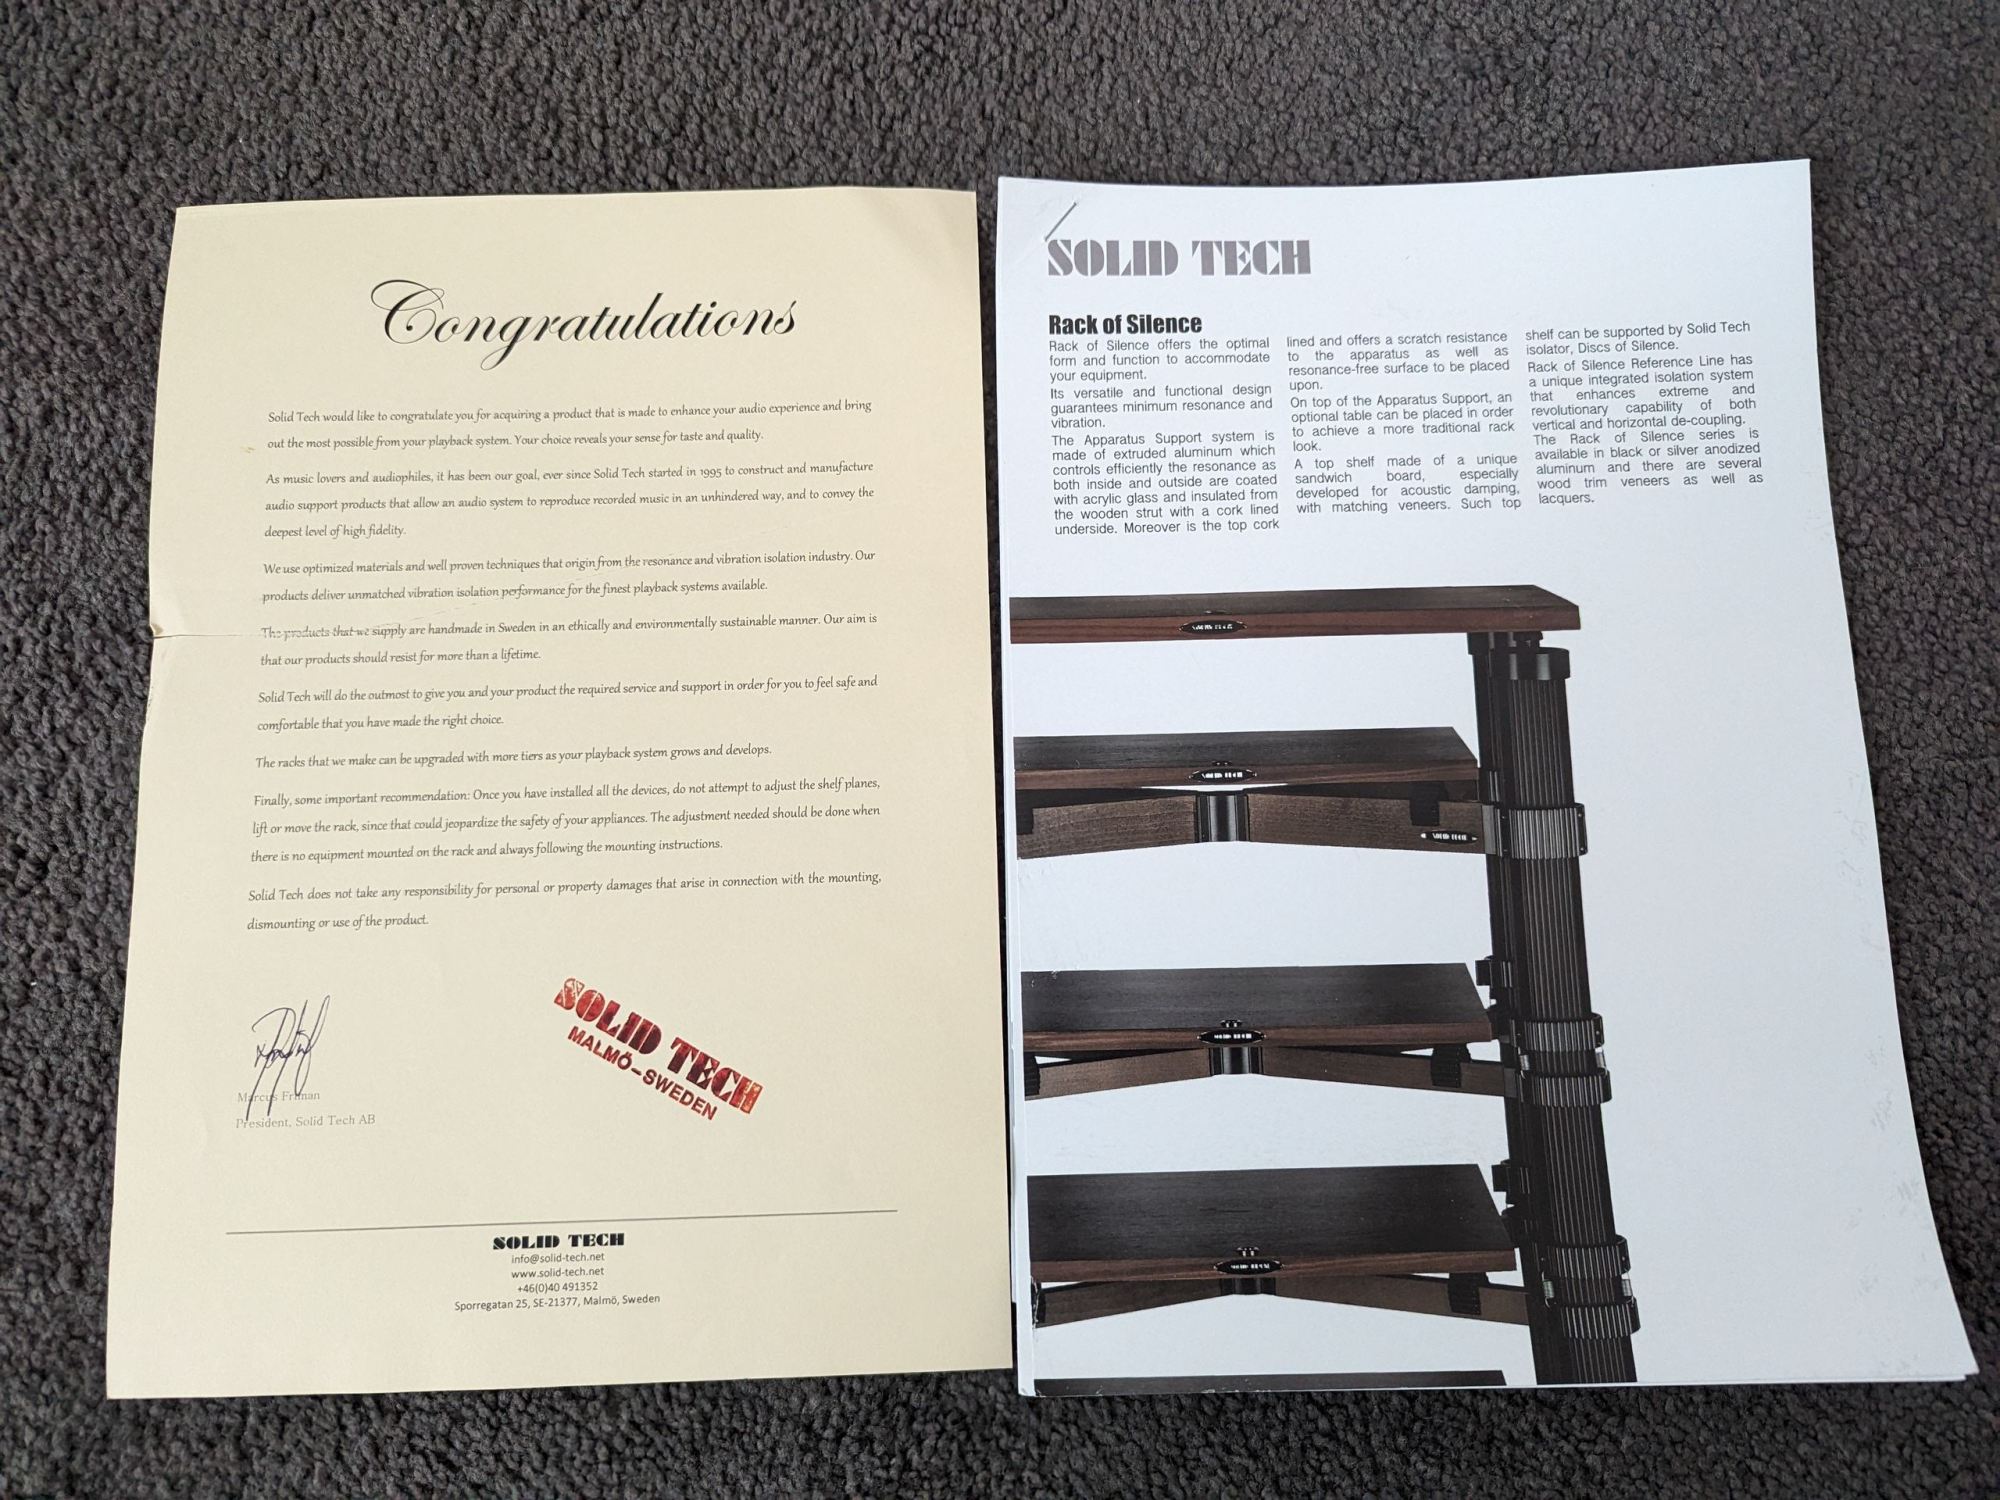 Congratulations
Solid Tech would like to congratulate you for acquiring a product that is made to enhance your audio experience and bring
out the most possible from your playback system. Your choice reveals your sense for taste and quality.
As music lovers and audiophiles, it has been our goal, ever since Solid Tech started in 1995 to construct and manufacture
audio support products that allow an audio system to reproduce recorded music in an unhindered way, and to convey the
deepest level of high fidelity.
We use optimized materials and well proven techniques that origin from the resonance and vibration isolation industry. Our
products deliver unmatched vibration isolation performance for the finest playback systems available.
The products that we supply are handmade in Sweden in an ethically and environmentally sustainable manner. Our aim is
that our products should resist for more than a lifetime.
Solid Tech will do the outmost to give you and your product the required service and support in order for you to feel safe and
comfortable that you have made the right choice.
The racks that we make can be upgraded with more tiers as your playback system grows and develops.
Finally, some important recommendation: Once you have installed all the devices, do not attempt to adjust the shelf planes,
lift or move the rack, since that could jeopardize the safety of your appliances. The adjustment needed should be done when
there is no equipment mounted on the rack and always following the mounting instructions.
Solid Tech does not take any responsibility for personal or property damages that arise in connection with the mounting,
dismounting or use of the product.
Marcus
President, Solid Tech AB
SOLID TECH
MALMÖ-SWEDEN
SOLID TECH
info@solid-tech.net
www.solid-tech.net
+46(0)40 491352
Sporregatan 25, SE-21377, Malmö, Sweden
SOLID TECH
Rack of Silence
Rack of Silence offers the optimal
form and function to accommodate
your equipment.
Its versatile and functional design
guarantees minimum resonance and
vibration.
The Apparatus Support system is
made of extruded aluminum which
controls efficiently the resonance as
both inside and outside are coated
with acrylic glass and insulated from
the wooden strut with a cork lined
underside. Moreover is the top cork
lined and offers a scratch resistance
to the apparatus as well as
resonance-free surface to be placed
upon.
On top of the Apparatus Support, an
optional table can be placed in order
to achieve a more traditional rack
look.
A top shelf made of a unique
sandwich board, especially
developed for acoustic damping,
with matching veneers. Such top
shelf can be supported by Solid Tech
isolator, Discs of Silence.
Rack of Silence Reference Line has
a unique integrated isolation system
that enhances extreme and
revolutionary capability of both
vertical and horizontal de-coupling.
The Rack of Silence series is
available in black or silver anodized
aluminum and there are several
wood trim veneers as well as
lacquers.
SOLID TECH
SOLID TECH
SOLID TECH
SOLID TECH
SOLID TECH